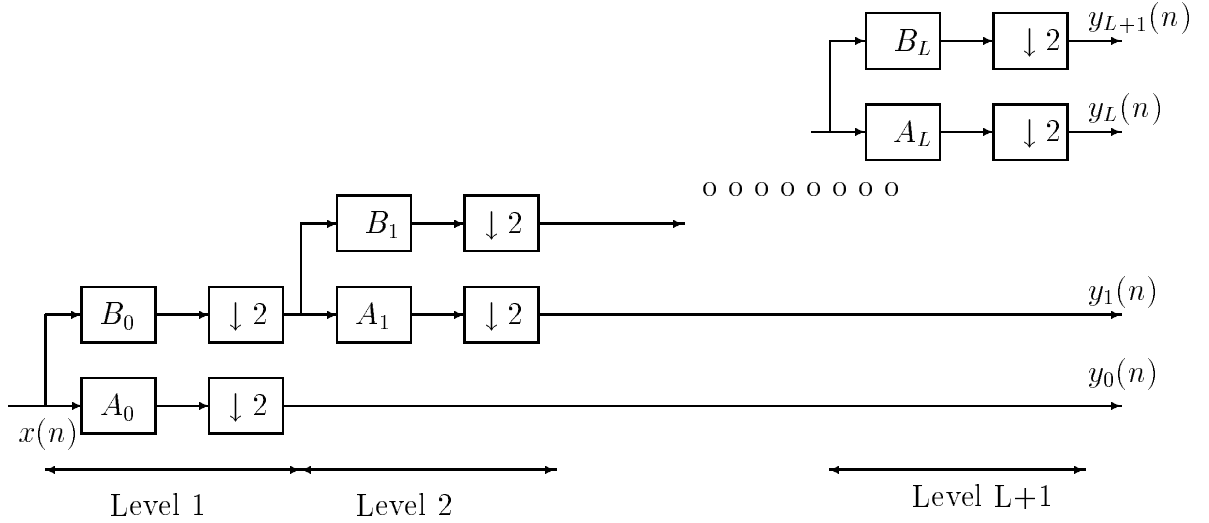 y_{L+1}(n)
B_L ↓ 2
y_L(n)
A_L ↓ 2
o o o o o o o o
B_1 ↓ 2
y_1(n)
B_0 ↓ 2 A_1 ↓ 2
y_0(n)
A_0 ↓ 2
x(n)
Level 1 Level 2 Level L+1